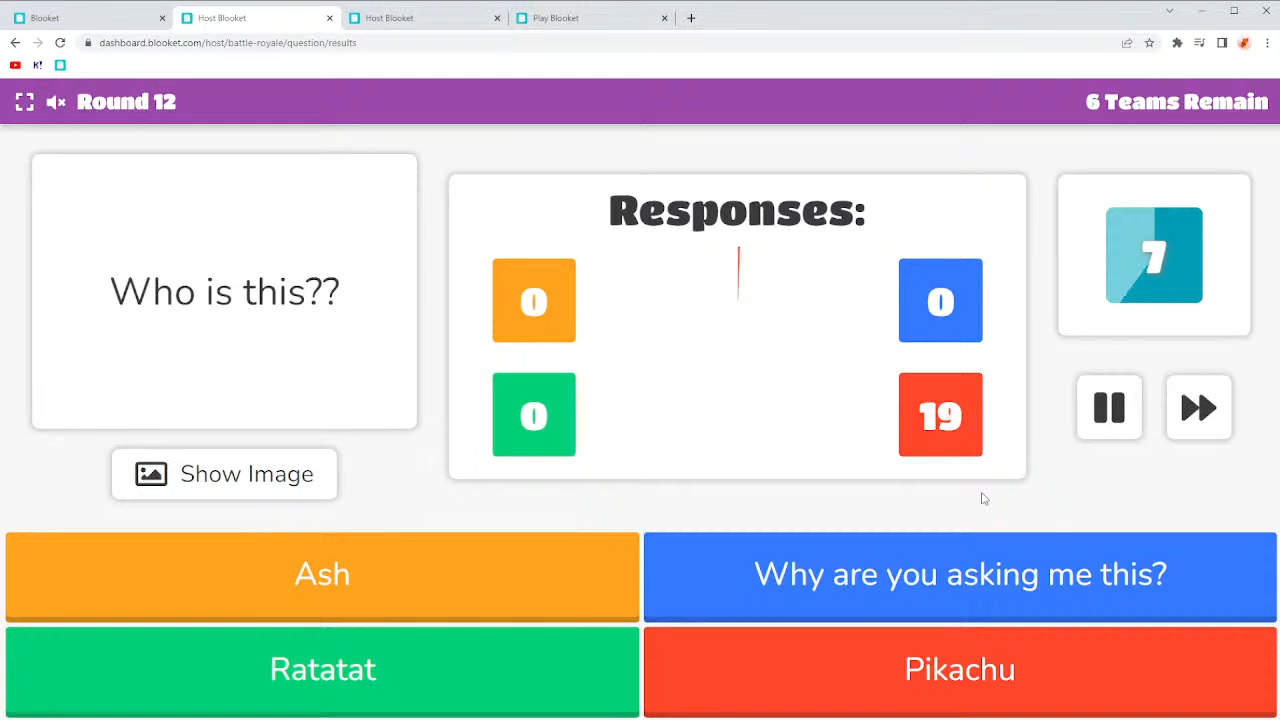 Blooket
Host Blooket
Host Blooket
Play Blooket
dashboard.blooket.com/host/battle-royale/question/results
K!
Round 12
6 Teams Remain
Who is this??
Responses:
0
0
7
0
19
Show Image
Ash
Why are you asking me this?
Ratatat
Pikachu